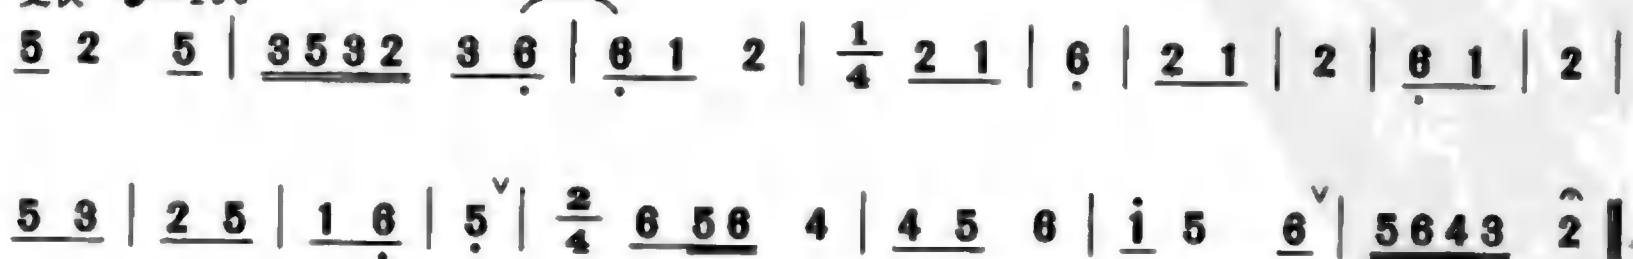 5 2 5 | 3532 3 6̣ | 6̣ 1 2 | 1/4 2 1 | 6̣ | 2 1 | 2 | 6̣ 1 | 2 |
5 3 | 2 5 | 1 6̣ | 5̣ ∨ | 2/4 6 56 4 | 4 5 6 | i̇ 5 6 ∨ | 5643 2 ‖